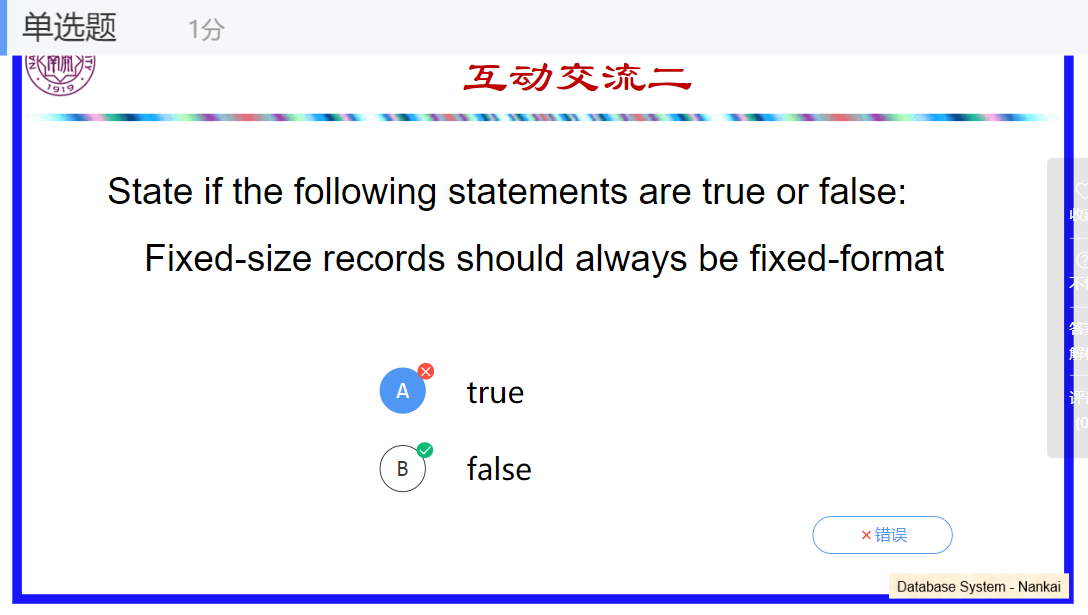 单选题 1分
互动交流二
1919
State if the following statements are true or false:
Fixed-size records should always be fixed-format
A true
B false
错误
Database System - Nankai